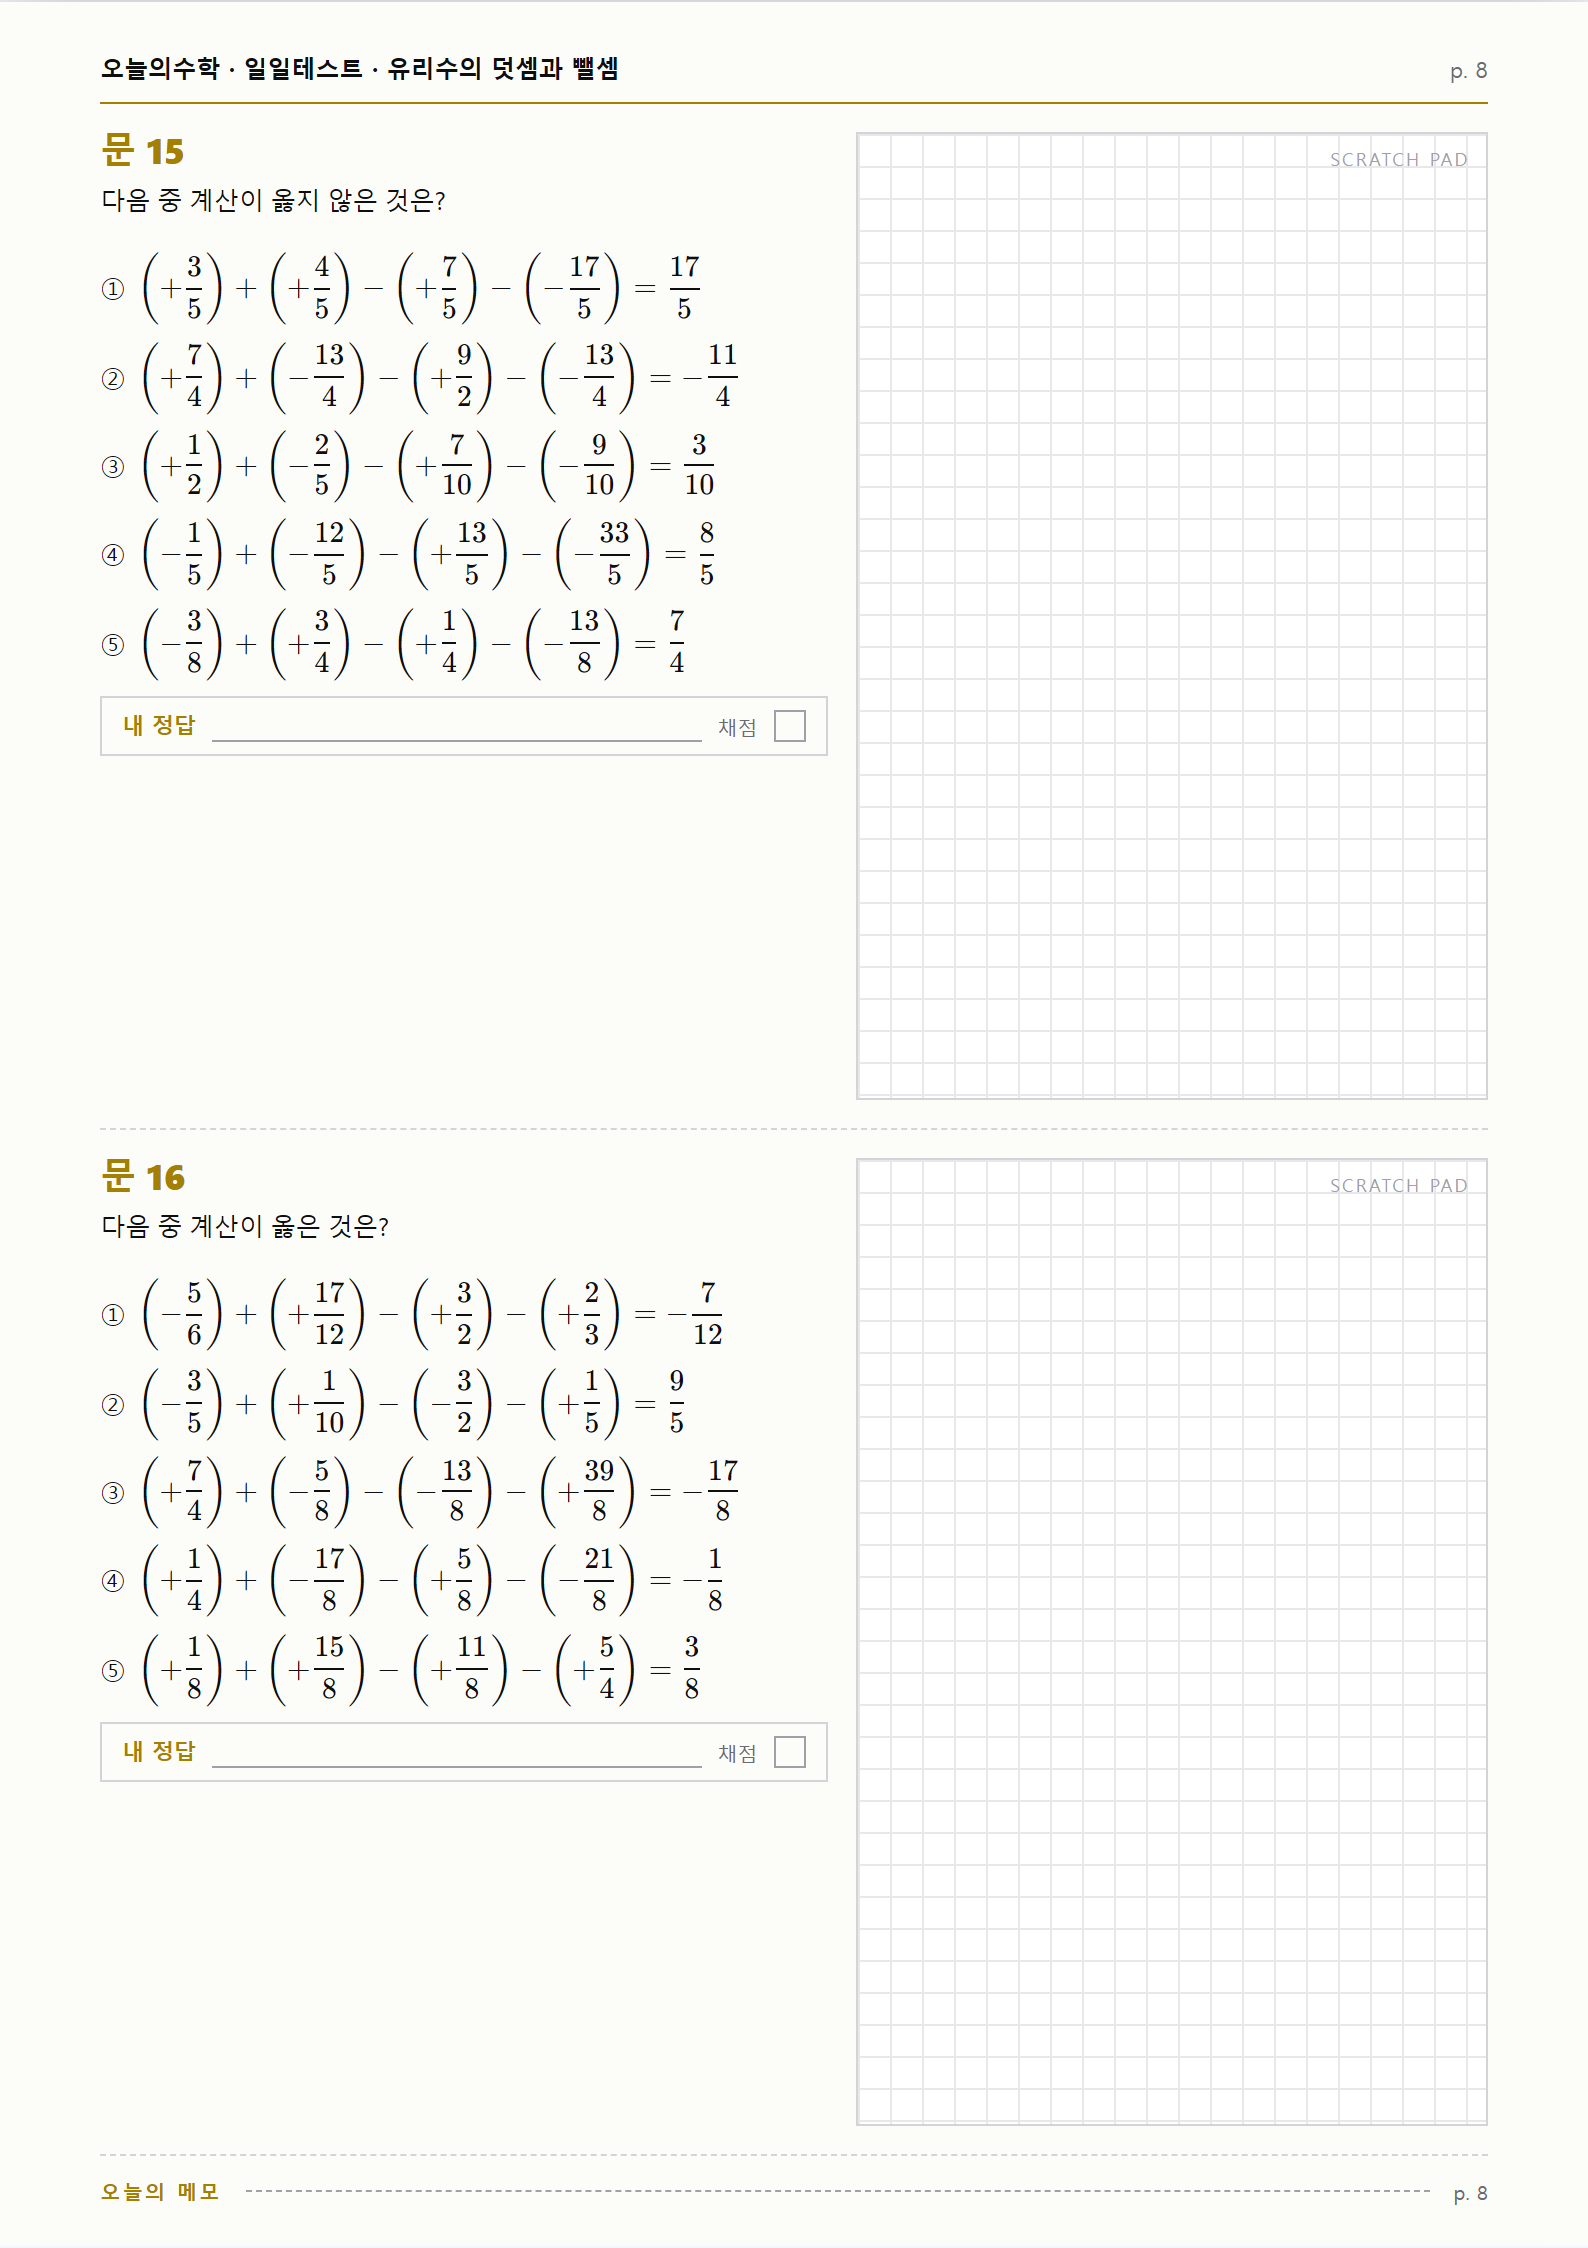 오늘의수학 · 일일테스트 · 유리수의 덧셈과 뺄셈
p. 8
문 15
다음 중 계산이 옳지 않은 것은?
① (+3/5) + (+4/5) − (+7/5) − (−17/5) = 17/5
② (+7/4) + (−13/4) − (+9/2) − (−13/4) = −11/4
③ (+1/2) + (−2/5) − (+7/10) − (−9/10) = 3/10
④ (−1/5) + (−12/5) − (+13/5) − (−33/5) = 8/5
⑤ (−3/8) + (+3/4) − (+1/4) − (−13/8) = 7/4
내 정답 채점
SCRATCH PAD
문 16
다음 중 계산이 옳은 것은?
① (−5/6) + (+17/12) − (+3/2) − (+2/3) = −7/12
② (−3/5) + (+1/10) − (−3/2) − (+1/5) = 9/5
③ (+7/4) + (−5/8) − (−13/8) − (+39/8) = −17/8
④ (+1/4) + (−17/8) − (+5/8) − (−21/8) = −1/8
⑤ (+1/8) + (+15/8) − (+11/8) − (+5/4) = 3/8
내 정답 채점
SCRATCH PAD
오늘의 메모
p. 8